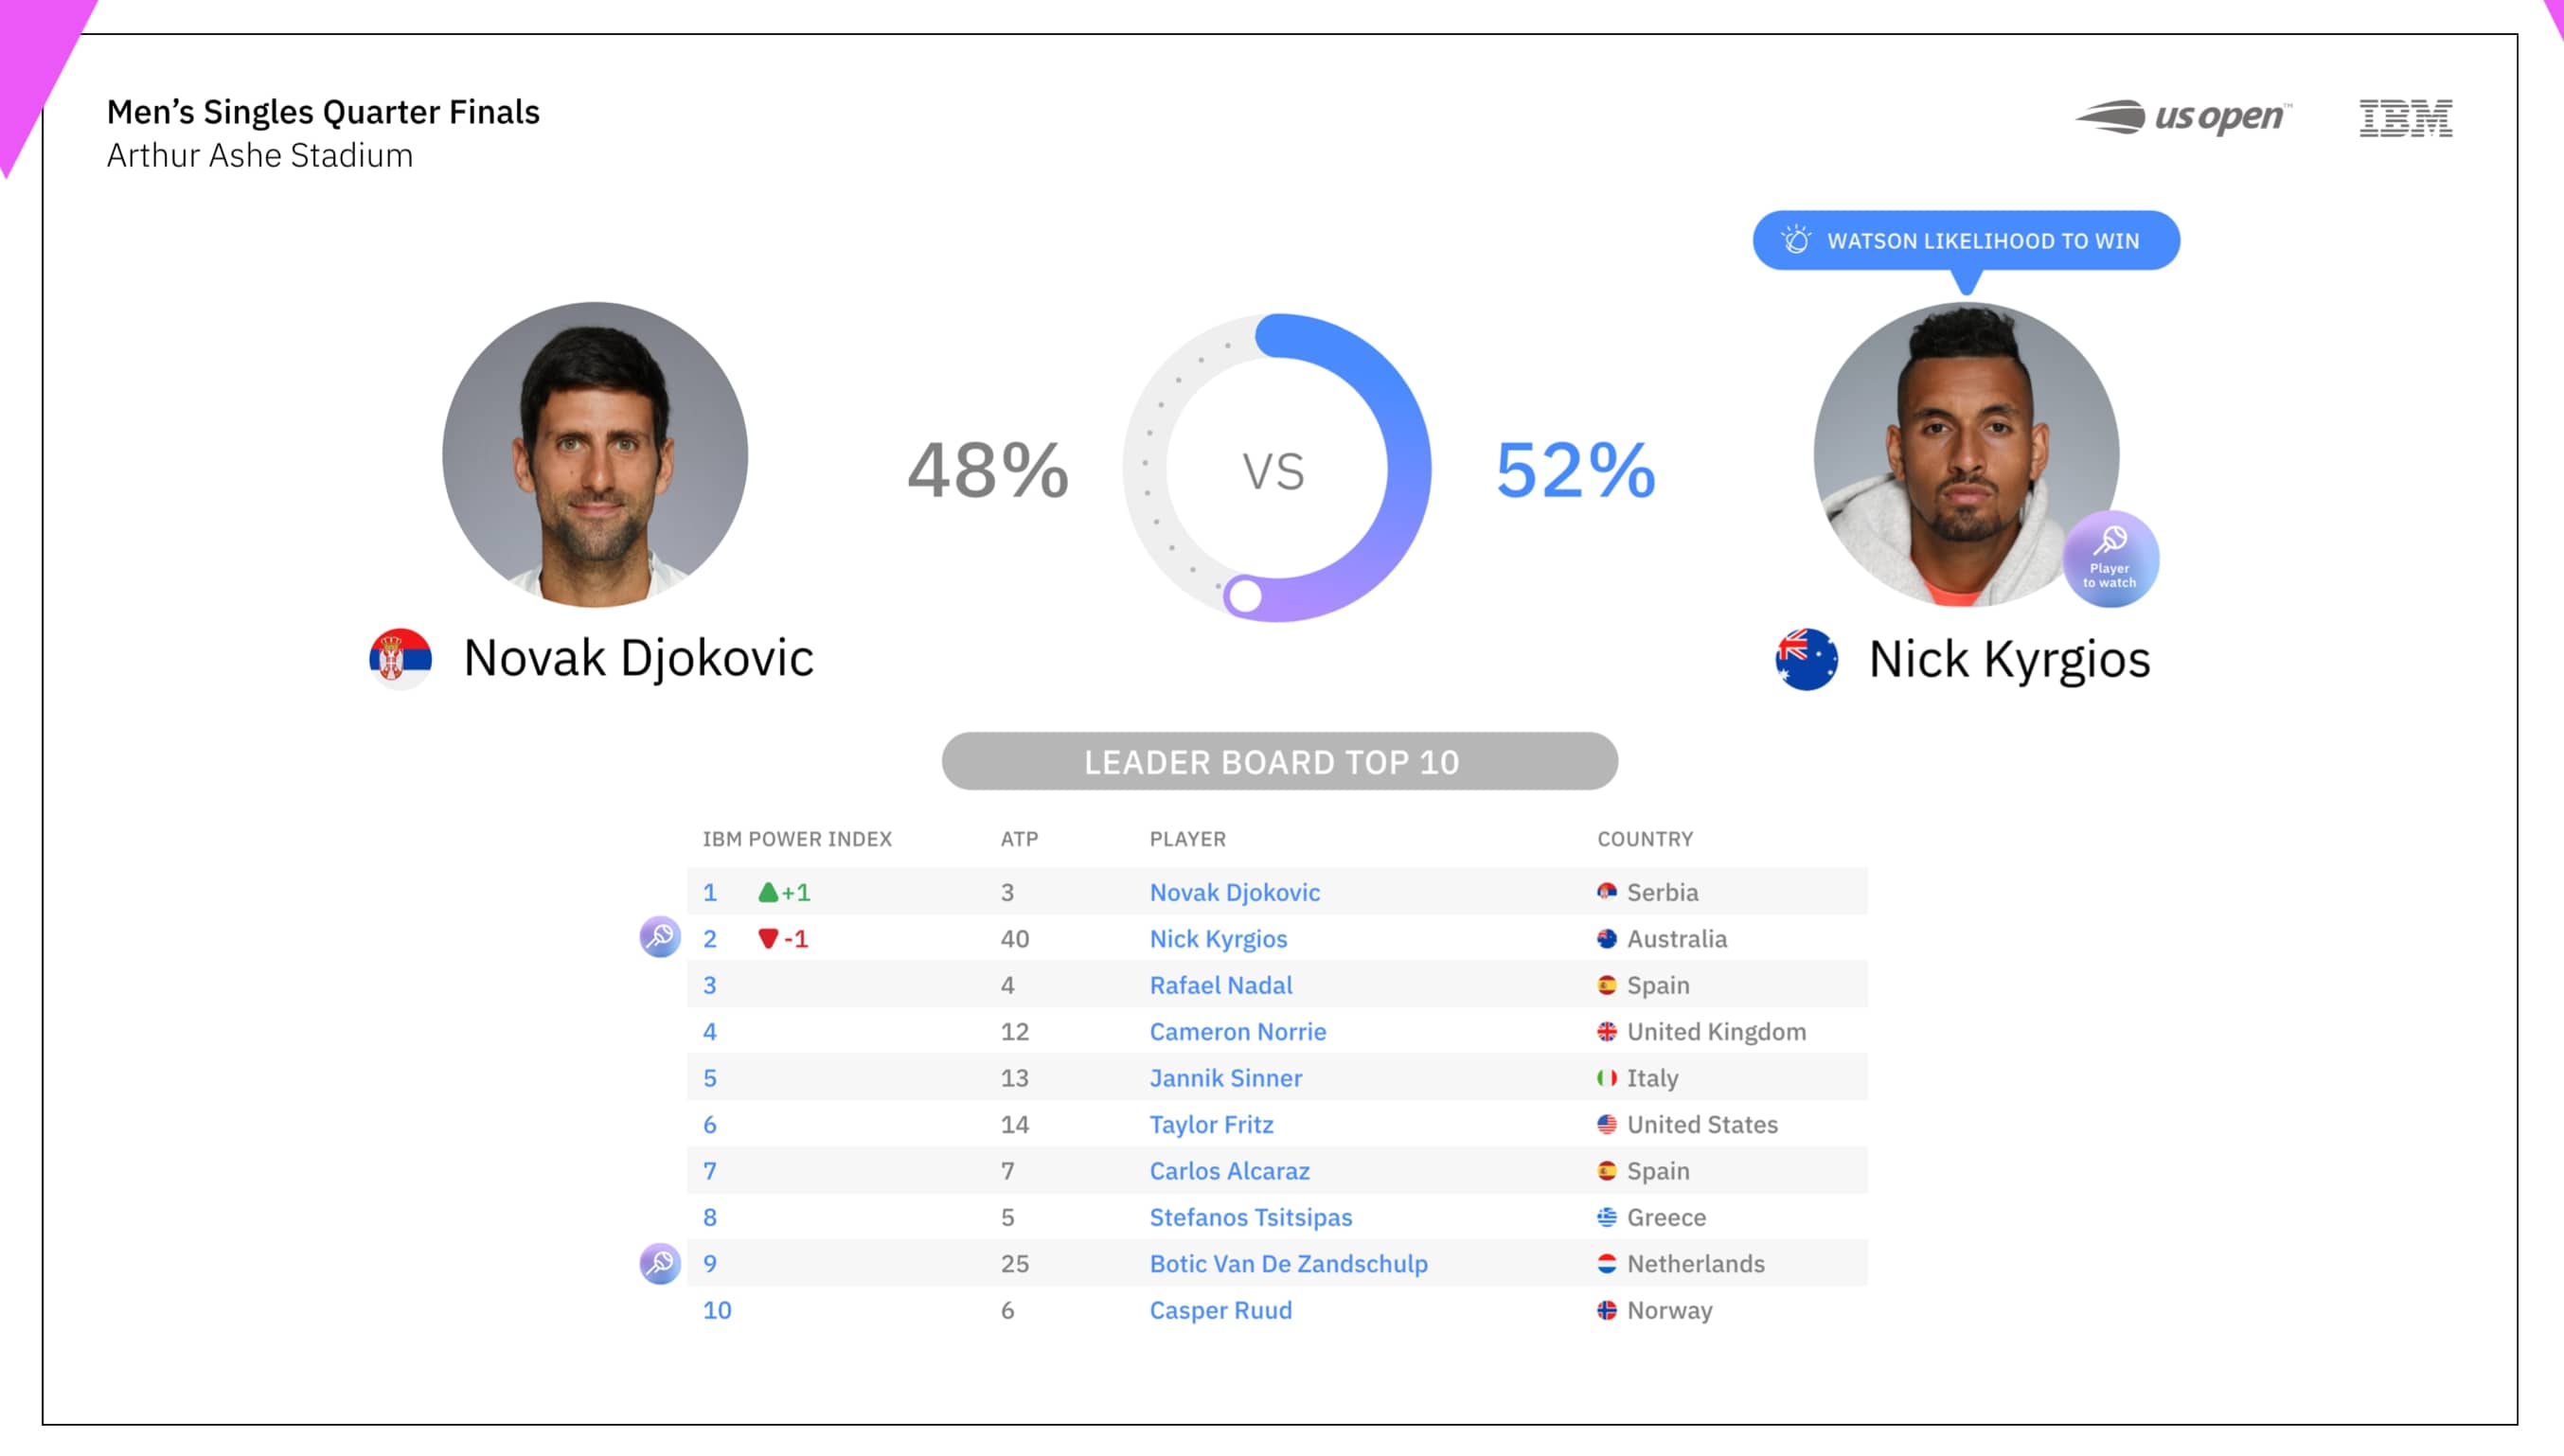 Men’s Singles Quarter Finals
Arthur Ashe Stadium
us open™
IBM
WATSON LIKELIHOOD TO WIN
48%
VS
52%
Player
to watch
Novak Djokovic
Nick Kyrgios
LEADER BOARD TOP 10
IBM POWER INDEX ATP PLAYER COUNTRY
1 +1 3 Novak Djokovic Serbia
2 -1 40 Nick Kyrgios Australia
3 4 Rafael Nadal Spain
4 12 Cameron Norrie United Kingdom
5 13 Jannik Sinner Italy
6 14 Taylor Fritz United States
7 7 Carlos Alcaraz Spain
8 5 Stefanos Tsitsipas Greece
9 25 Botic Van De Zandschulp Netherlands
10 6 Casper Ruud Norway